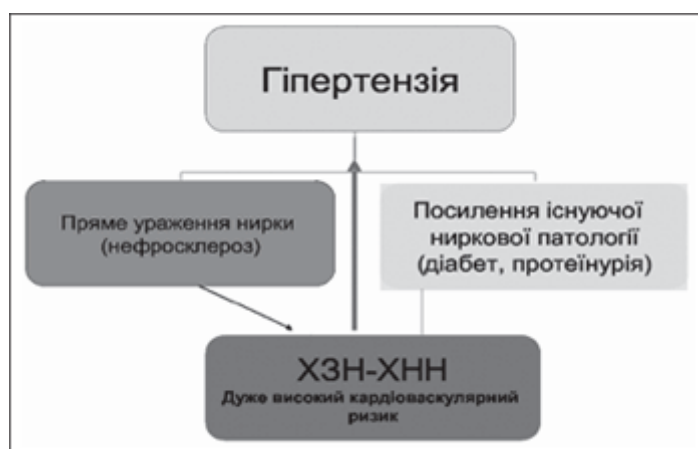 Гіпертензія
Пряме ураження нирки
(нефросклероз)
Посилення існуючої
ниркової патології
(діабет, протеїнурія)
ХЗН-ХНН
Дуже високий кардіоваскулярний
ризик